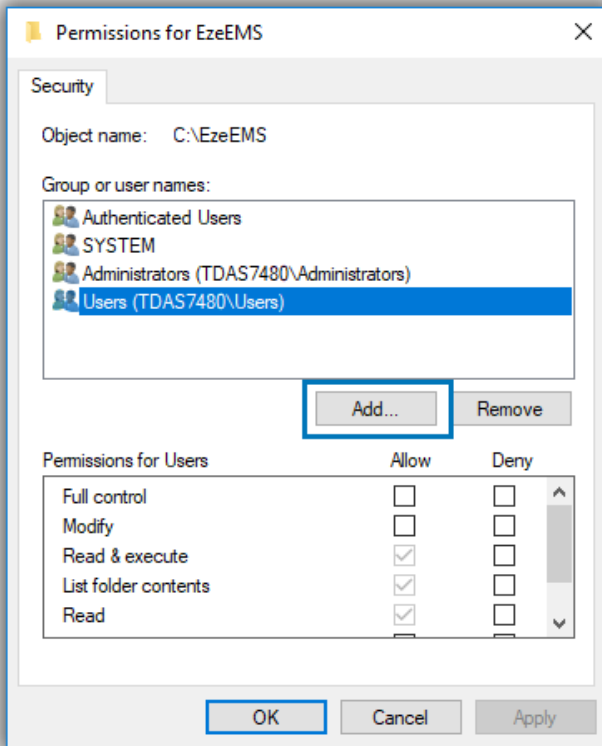 Permissions for EzeEMS
Security
Object name: C:\EzeEMS
Group or user names:
Authenticated Users
SYSTEM
Administrators (TDAS7480\Administrators)
Users (TDAS7480\Users)
Add... Remove
Permissions for Users Allow Deny
Full control
Modify
Read & execute
List folder contents
Read
OK Cancel Apply